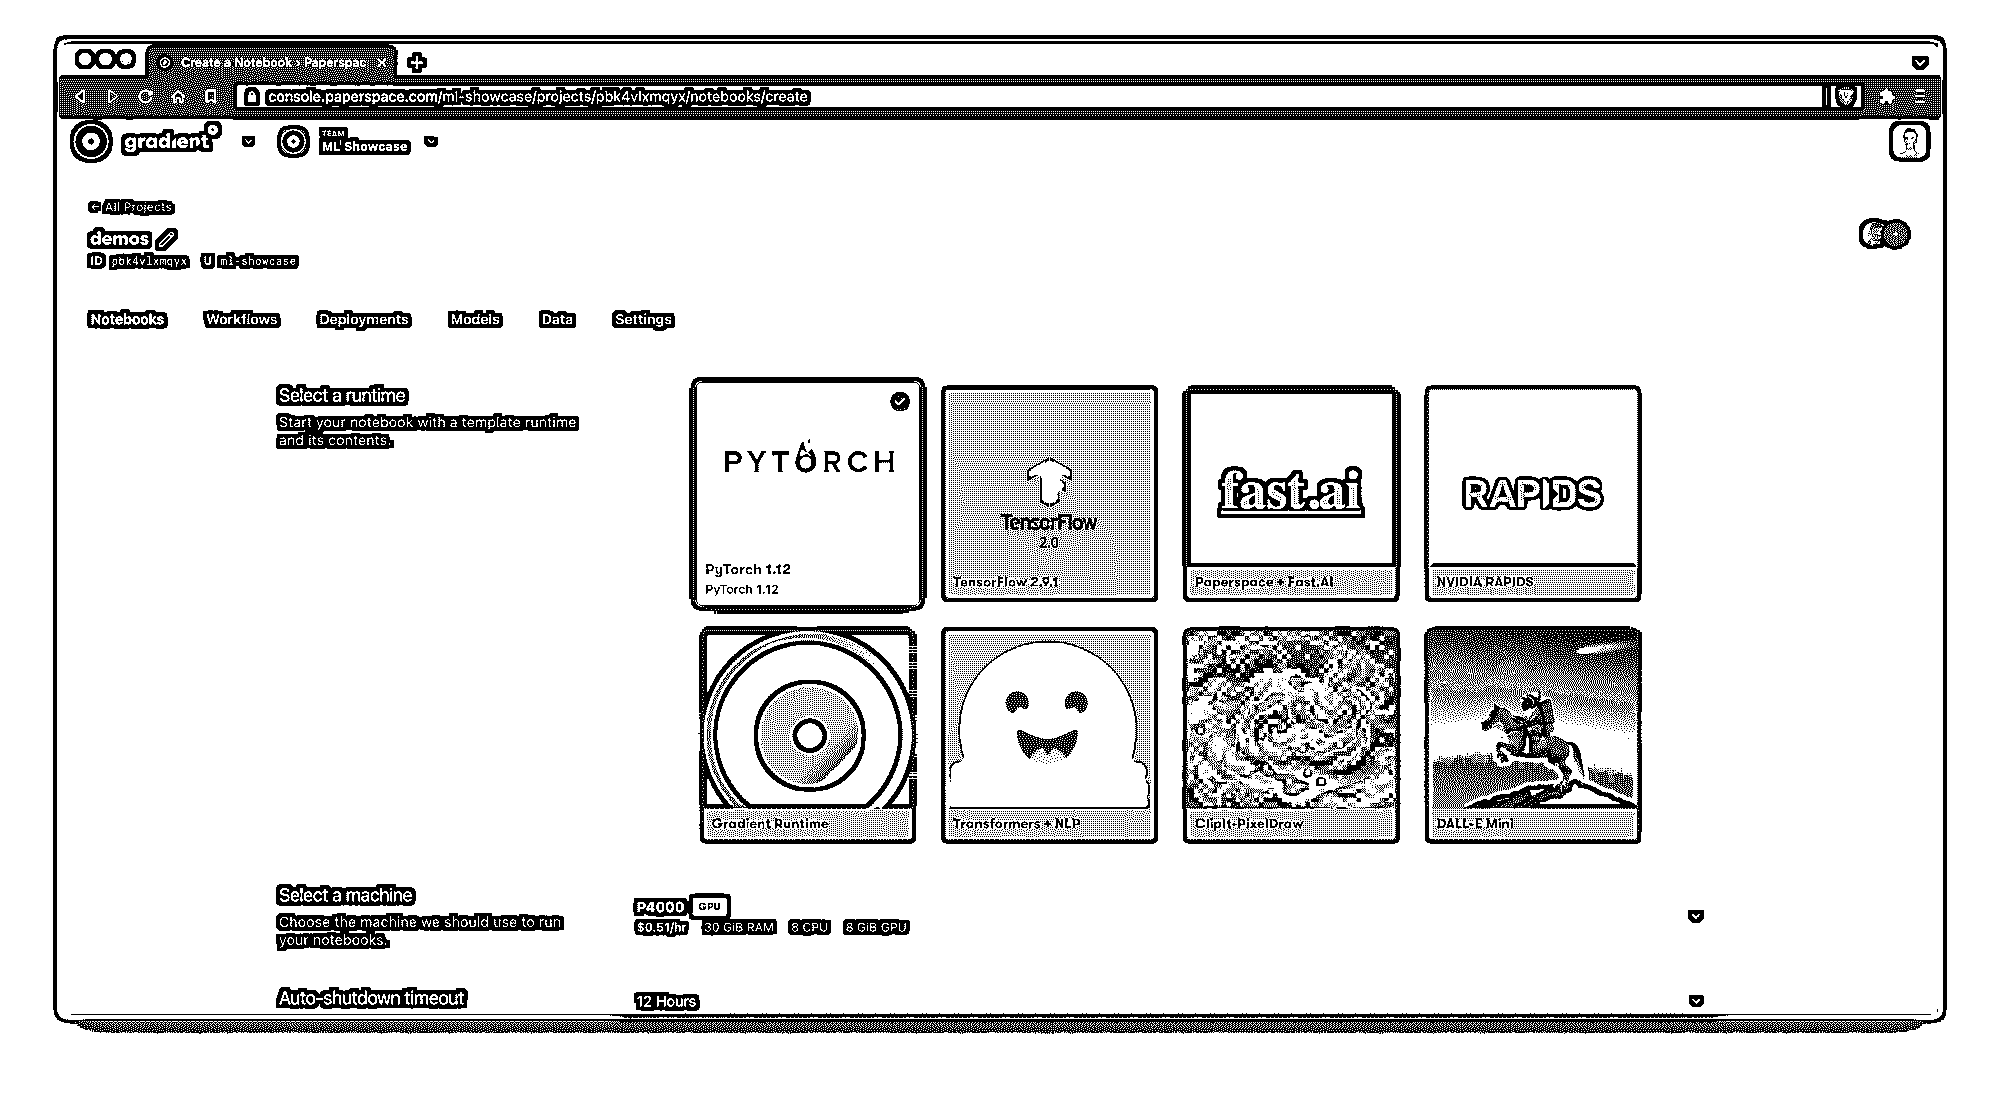 Create a Notebook › Paperspac
console.paperspace.com/ml-showcase/projects/pbk4vlxmqyx/notebooks/create
gradient
TEAM
ML Showcase
← All Projects
demos
ID pbk4vlxmqyx U ml-showcase
Notebooks Workflows Deployments Models Data Settings
Select a runtime
Start your notebook with a template runtime
and its contents.
PYTORCH
PyTorch 1.12
PyTorch 1.12
TensorFlow
2.0
TensorFlow 2.9.1
fast.ai
Paperspace + Fast.AI
RAPIDS
NVIDIA RAPIDS
Gradient Runtime
Transformers + NLP
ClipIt-PixelDraw
DALL-E Mini
Select a machine
Choose the machine we should use to run
your notebooks.
P4000 GPU
$0.51/hr 30 GiB RAM 8 CPU 8 GiB GPU
Auto-shutdown timeout
12 Hours